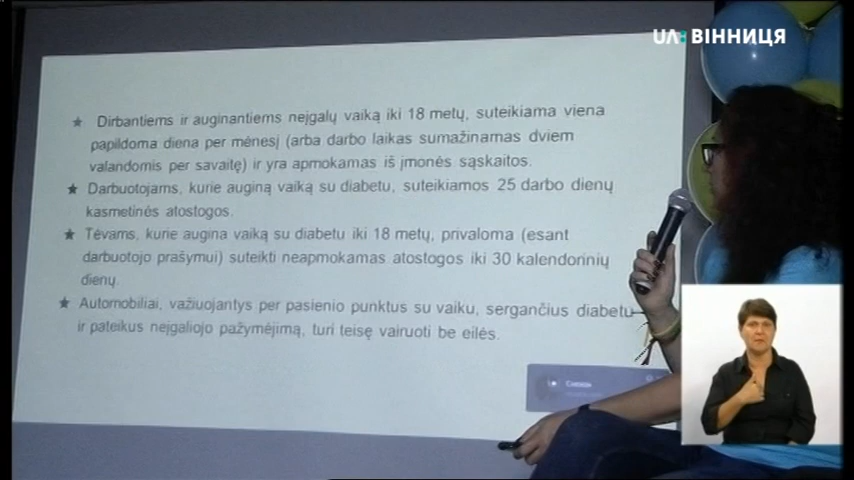 UA: ВІННИЦЯ
★ Dirbantiems ir auginantiems neįgalų vaiką iki 18 metų, suteikiama viena
papildoma diena per mėnesį (arba darbo laikas sumažinamas dviem
valandomis per savaitę) ir yra apmokamas iš įmonės sąskaitos.
★ Darbuotojams, kurie auginą vaiką su diabetu, suteikiamos 25 darbo dienų
kasmetinės atostogos.
★ Tėvams, kurie augina vaiką su diabetu iki 18 metų, privaloma (esant
darbuotojo prašymui) suteikti neapmokamas atostogos iki 30 kalendorinių
dienų.
★ Automobiliai, važiuojantys per pasienio punktus su vaiku, sergančius diabetu
ir pateikus neįgaliojo pažymėjimą, turi teisę vairuoti be eilės.